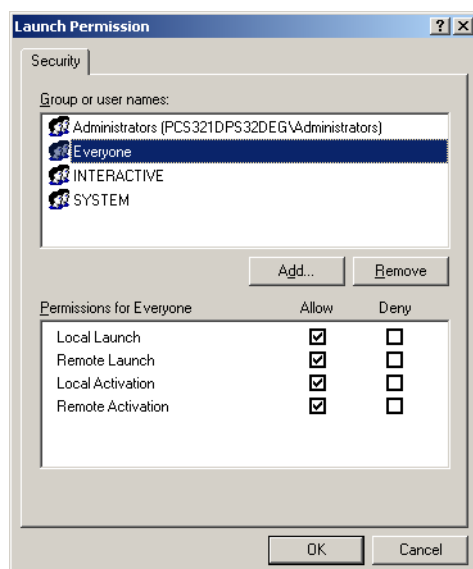 Launch Permission
Security
Group or user names:
Administrators (PCS321DPS32DEG\Administrators)
Everyone
INTERACTIVE
SYSTEM
Add... Remove
Permissions for Everyone Allow Deny
Local Launch
Remote Launch
Local Activation
Remote Activation
OK Cancel